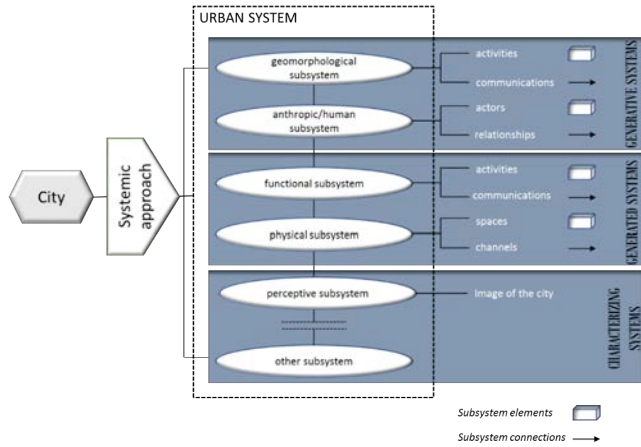 URBAN SYSTEM
City
Systemic
approach
geomorphological
subsystem
activities
communications
anthropic/human
subsystem
actors
relationships
GENERATIVE SYSTEMS
functional subsystem
activities
communications
physical subsystem
spaces
channels
GENERATED SYSTEMS
perceptive subsystem
Image of the city
other subsystem
CHARACTERIZING
SYSTEMS
Subsystem elements
Subsystem connections